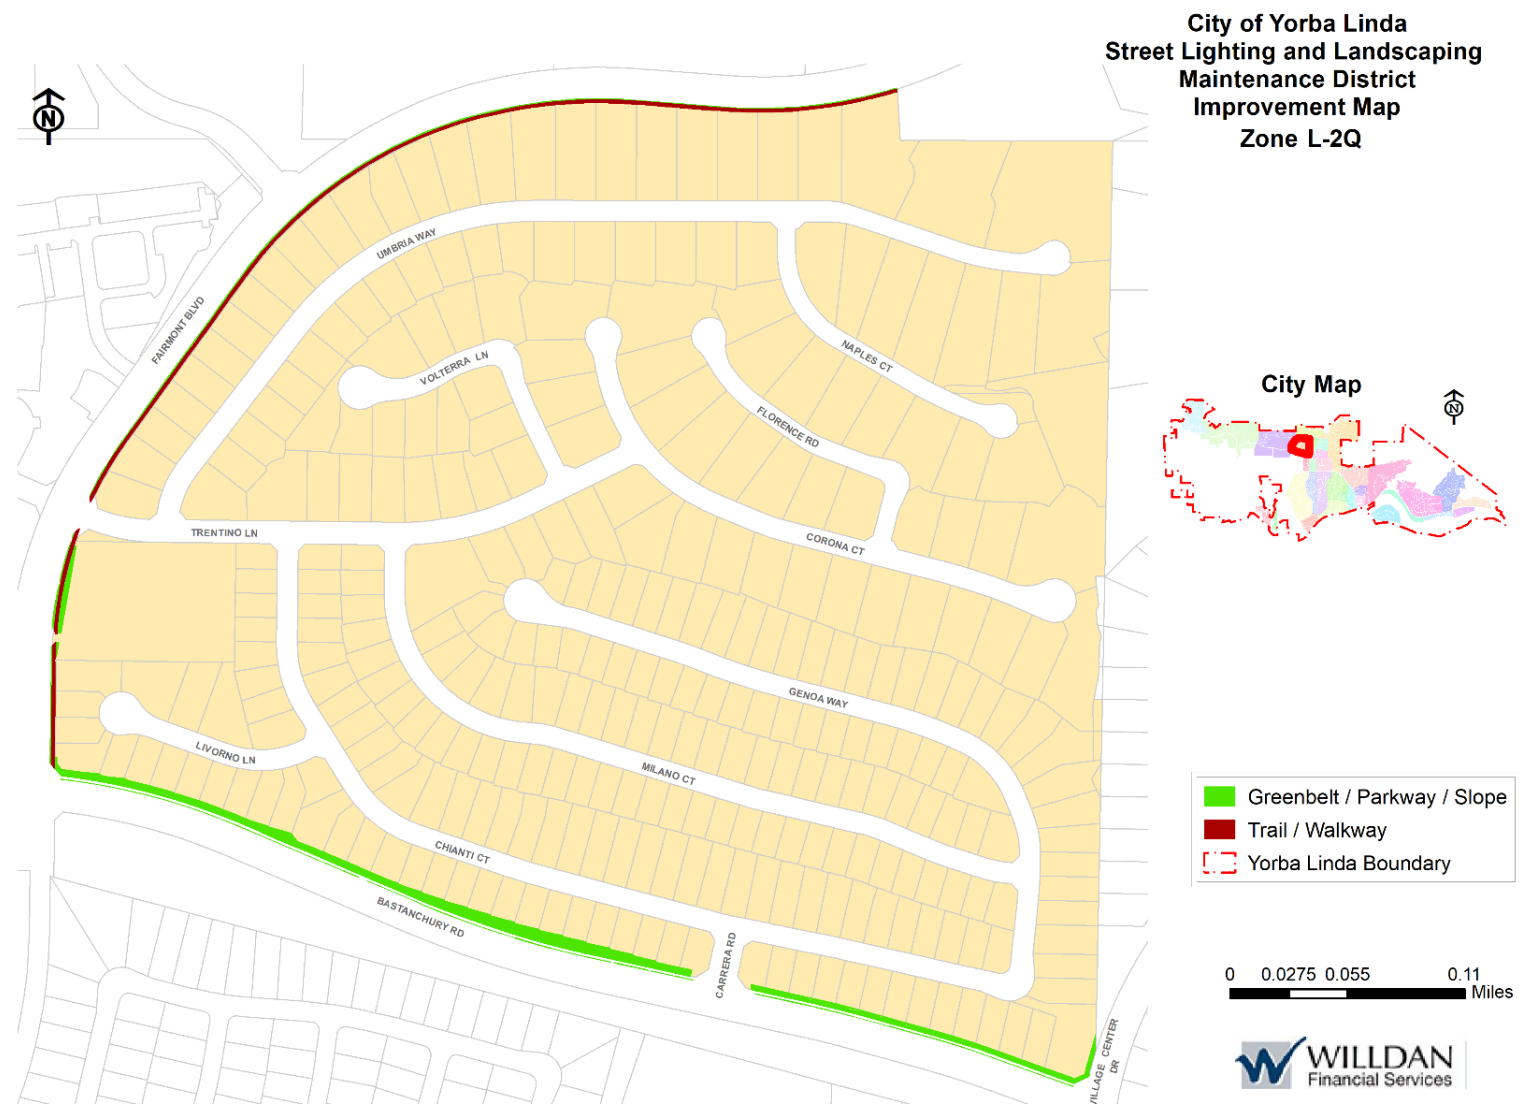 City of Yorba Linda
Street Lighting and Landscaping
Maintenance District
Improvement Map
Zone L-2Q
N
UMBRIA WAY
FAIRMONT BLVD
VOLTERRA LN
NAPLES CT
FLORENCE RD
TRENTINO LN
CORONA CT
GENOA WAY
LIVORNO LN
MILANO CT
CHIANTI CT
BASTANCHURY RD
CARRERA RD
VILLAGE CENTER
DR
City Map
N
Greenbelt / Parkway / Slope
Trail / Walkway
Yorba Linda Boundary
0 0.0275 0.055 0.11
Miles
WILLDAN
Financial Services